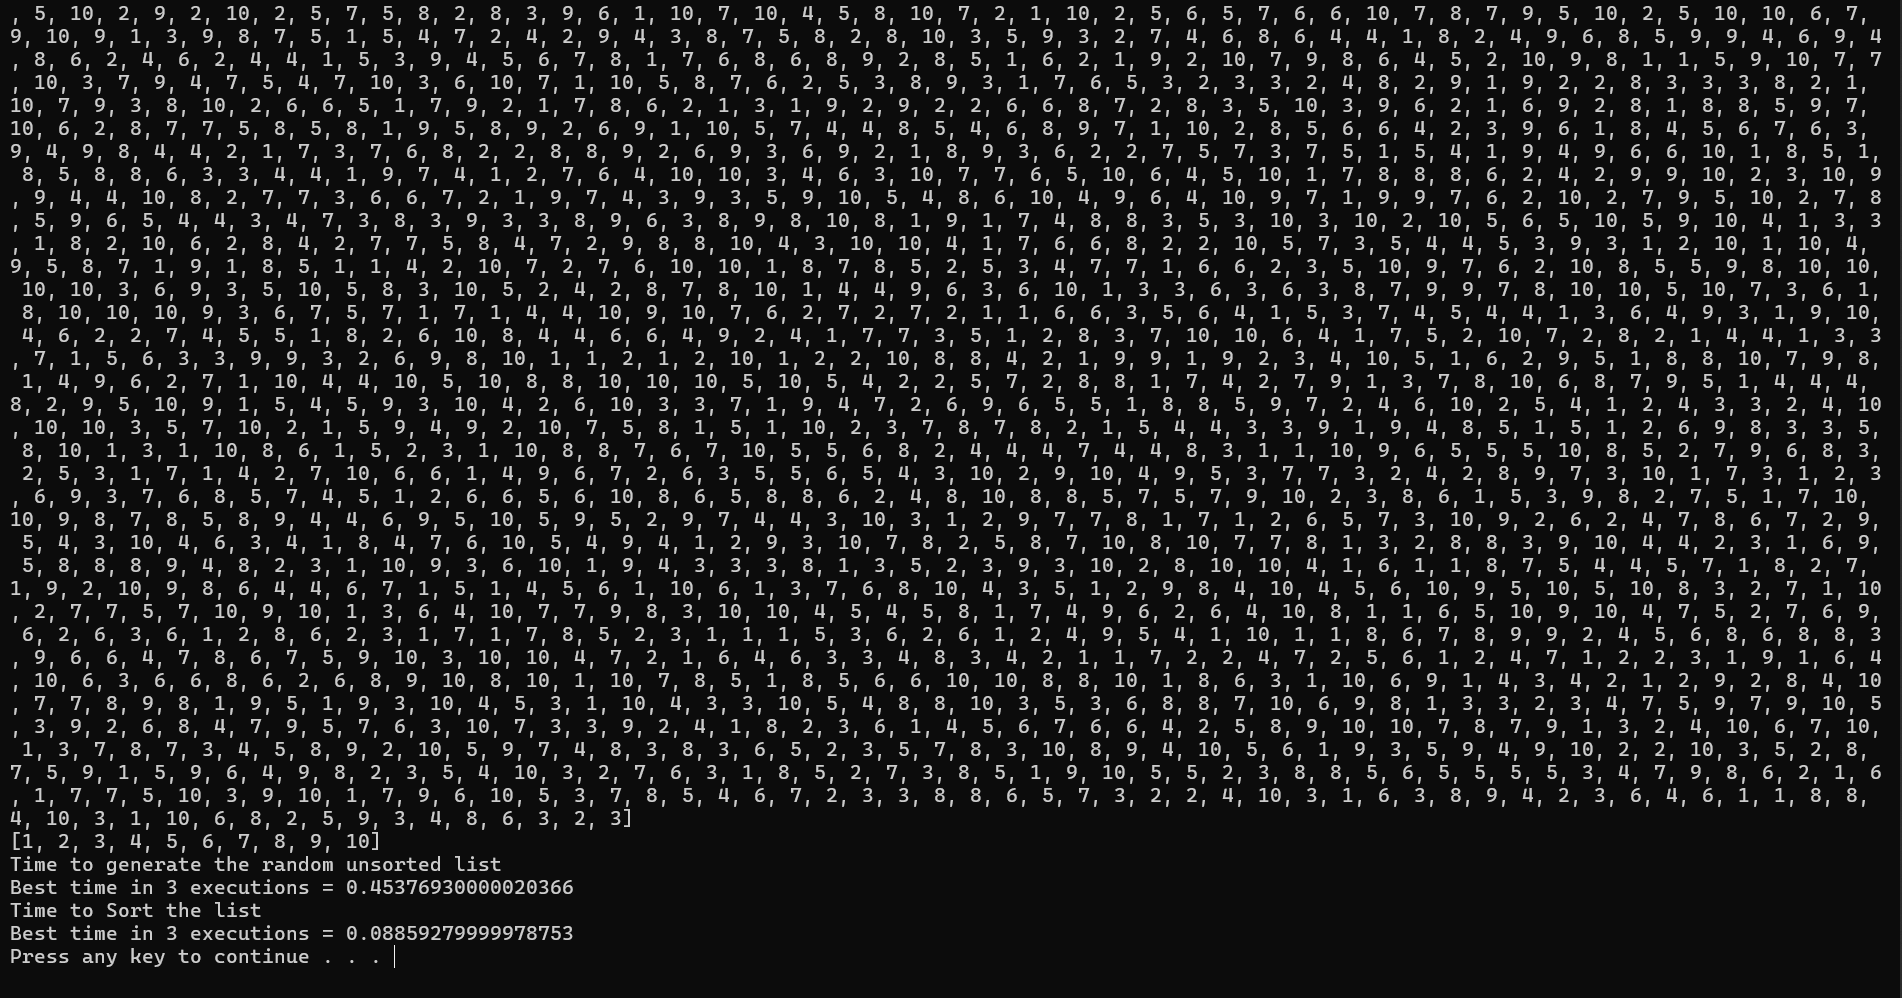 , 5, 10, 2, 9, 2, 10, 2, 5, 7, 5, 8, 2, 8, 3, 9, 6, 1, 10, 7, 10, 4, 5, 8, 10, 7, 2, 1, 10, 2, 5, 6, 5, 7, 6, 6, 10, 7, 8, 7, 9, 5, 10, 2, 5, 10, 10, 6, 7,
9, 10, 9, 1, 3, 9, 8, 7, 5, 1, 5, 4, 7, 2, 4, 2, 9, 4, 3, 8, 7, 5, 8, 2, 8, 10, 3, 5, 9, 3, 2, 7, 4, 6, 8, 6, 4, 4, 1, 8, 2, 4, 9, 6, 8, 5, 9, 9, 4, 6, 9, 4
, 8, 6, 2, 4, 6, 2, 4, 4, 1, 5, 3, 9, 4, 5, 6, 7, 8, 1, 7, 6, 8, 6, 8, 9, 2, 8, 5, 1, 6, 2, 1, 9, 2, 10, 7, 9, 8, 6, 4, 5, 2, 10, 9, 8, 1, 1, 5, 9, 10, 7, 7
, 10, 3, 7, 9, 4, 7, 5, 4, 7, 10, 3, 6, 10, 7, 1, 10, 5, 8, 7, 6, 2, 5, 3, 8, 9, 3, 1, 7, 6, 5, 3, 2, 3, 3, 2, 4, 8, 2, 9, 1, 9, 2, 2, 8, 3, 3, 3, 8, 2, 1,
10, 7, 9, 3, 8, 10, 2, 6, 6, 5, 1, 7, 9, 2, 1, 7, 8, 6, 2, 1, 3, 1, 9, 2, 9, 2, 2, 6, 6, 8, 7, 2, 8, 3, 5, 10, 3, 9, 6, 2, 1, 6, 9, 2, 8, 1, 8, 8, 5, 9, 7,
10, 6, 2, 8, 7, 7, 5, 8, 5, 8, 1, 9, 5, 8, 9, 2, 6, 9, 1, 10, 5, 7, 4, 4, 8, 5, 4, 6, 8, 9, 7, 1, 10, 2, 8, 5, 6, 6, 4, 2, 3, 9, 6, 1, 8, 4, 5, 6, 7, 6, 3,
9, 4, 9, 8, 4, 4, 2, 1, 7, 3, 7, 6, 8, 2, 2, 8, 8, 9, 2, 6, 9, 3, 6, 9, 2, 1, 8, 9, 3, 6, 2, 2, 7, 5, 7, 3, 7, 5, 1, 5, 4, 1, 9, 4, 9, 6, 6, 10, 1, 8, 5, 1,
8, 5, 8, 8, 6, 3, 3, 4, 4, 1, 9, 7, 4, 1, 2, 7, 6, 4, 10, 10, 3, 4, 6, 3, 10, 7, 7, 6, 5, 10, 6, 4, 5, 10, 1, 7, 8, 8, 8, 6, 2, 4, 2, 9, 9, 10, 2, 3, 10, 9
, 9, 4, 4, 10, 8, 2, 7, 7, 3, 6, 6, 7, 2, 1, 9, 7, 4, 3, 9, 3, 5, 9, 10, 5, 4, 8, 6, 10, 4, 9, 6, 4, 10, 9, 7, 1, 9, 9, 7, 6, 2, 10, 2, 7, 9, 5, 10, 2, 7, 8
, 5, 9, 6, 5, 4, 4, 3, 4, 7, 3, 8, 3, 9, 3, 3, 8, 9, 6, 3, 8, 9, 8, 10, 8, 1, 9, 1, 7, 4, 8, 8, 3, 5, 3, 10, 3, 10, 2, 10, 5, 6, 5, 10, 5, 9, 10, 4, 1, 3, 3
, 1, 8, 2, 10, 6, 2, 8, 4, 2, 7, 7, 5, 8, 4, 7, 2, 9, 8, 8, 10, 4, 3, 10, 10, 4, 1, 7, 6, 6, 8, 2, 2, 10, 5, 7, 3, 5, 4, 4, 5, 3, 9, 3, 1, 2, 10, 1, 10, 4,
9, 5, 8, 7, 1, 9, 1, 8, 5, 1, 1, 4, 2, 10, 7, 2, 7, 6, 10, 10, 1, 8, 7, 8, 5, 2, 5, 3, 4, 7, 7, 1, 6, 6, 2, 3, 5, 10, 9, 7, 6, 2, 10, 8, 5, 5, 9, 8, 10, 10,
10, 10, 3, 6, 9, 3, 5, 10, 5, 8, 3, 10, 5, 2, 4, 2, 8, 7, 8, 10, 1, 4, 4, 9, 6, 3, 6, 10, 1, 3, 3, 6, 3, 6, 3, 8, 7, 9, 9, 7, 8, 10, 10, 5, 10, 7, 3, 6, 1,
8, 10, 10, 10, 9, 3, 6, 7, 5, 7, 1, 7, 1, 4, 4, 10, 9, 10, 7, 6, 2, 7, 2, 7, 2, 1, 1, 6, 6, 3, 5, 6, 4, 1, 5, 3, 7, 4, 5, 4, 4, 1, 3, 6, 4, 9, 3, 1, 9, 10,
4, 6, 2, 2, 7, 4, 5, 5, 1, 8, 2, 6, 10, 8, 4, 4, 6, 6, 4, 9, 2, 4, 1, 7, 7, 3, 5, 1, 2, 8, 3, 7, 10, 10, 6, 4, 1, 7, 5, 2, 10, 7, 2, 8, 2, 1, 4, 4, 1, 3, 3
, 7, 1, 5, 6, 3, 3, 9, 9, 3, 2, 6, 9, 8, 10, 1, 1, 2, 1, 2, 10, 1, 2, 2, 10, 8, 8, 4, 2, 1, 9, 9, 1, 9, 2, 3, 4, 10, 5, 1, 6, 2, 9, 5, 1, 8, 8, 10, 7, 9, 8,
1, 4, 9, 6, 2, 7, 1, 10, 4, 4, 10, 5, 10, 8, 8, 10, 10, 10, 5, 10, 5, 4, 2, 2, 5, 7, 2, 8, 8, 1, 7, 4, 2, 7, 9, 1, 3, 7, 8, 10, 6, 8, 7, 9, 5, 1, 4, 4, 4,
8, 2, 9, 5, 10, 9, 1, 5, 4, 5, 9, 3, 10, 4, 2, 6, 10, 3, 3, 7, 1, 9, 4, 7, 2, 6, 9, 6, 5, 5, 1, 8, 8, 5, 9, 7, 2, 4, 6, 10, 2, 5, 4, 1, 2, 4, 3, 3, 2, 4, 10
, 10, 10, 3, 5, 7, 10, 2, 1, 5, 9, 4, 9, 2, 10, 7, 5, 8, 1, 5, 1, 10, 2, 3, 7, 8, 7, 8, 2, 1, 5, 4, 4, 3, 3, 9, 1, 9, 4, 8, 5, 1, 5, 1, 2, 6, 9, 8, 3, 3, 5,
8, 10, 1, 3, 1, 10, 8, 6, 1, 5, 2, 3, 1, 10, 8, 8, 7, 6, 7, 10, 5, 5, 6, 8, 2, 4, 4, 4, 7, 4, 4, 8, 3, 1, 1, 10, 9, 6, 5, 5, 5, 10, 8, 5, 2, 7, 9, 6, 8, 3,
2, 5, 3, 1, 7, 1, 4, 2, 7, 10, 6, 6, 1, 4, 9, 6, 7, 2, 6, 3, 5, 5, 6, 5, 4, 3, 10, 2, 9, 10, 4, 9, 5, 3, 7, 7, 3, 2, 4, 2, 8, 9, 7, 3, 10, 1, 7, 3, 1, 2, 3
, 6, 9, 3, 7, 6, 8, 5, 7, 4, 5, 1, 2, 6, 6, 5, 6, 10, 8, 6, 5, 8, 8, 6, 2, 4, 8, 10, 8, 8, 5, 7, 5, 7, 9, 10, 2, 3, 8, 6, 1, 5, 3, 9, 8, 2, 7, 5, 1, 7, 10,
10, 9, 8, 7, 8, 5, 8, 9, 4, 4, 6, 9, 5, 10, 5, 9, 5, 2, 9, 7, 4, 4, 3, 10, 3, 1, 2, 9, 7, 7, 8, 1, 7, 1, 2, 6, 5, 7, 3, 10, 9, 2, 6, 2, 4, 7, 8, 6, 7, 2, 9,
5, 4, 3, 10, 4, 6, 3, 4, 1, 8, 4, 7, 6, 10, 5, 4, 9, 4, 1, 2, 9, 3, 10, 7, 8, 2, 5, 8, 7, 10, 8, 10, 7, 7, 8, 1, 3, 2, 8, 8, 3, 9, 10, 4, 4, 2, 3, 1, 6, 9,
5, 8, 8, 8, 9, 4, 8, 2, 3, 1, 10, 9, 3, 6, 10, 1, 9, 4, 3, 3, 3, 8, 1, 3, 5, 2, 3, 9, 3, 10, 2, 8, 10, 10, 4, 1, 6, 1, 1, 8, 7, 5, 4, 4, 5, 7, 1, 8, 2, 7,
1, 9, 2, 10, 9, 8, 6, 4, 4, 6, 7, 1, 5, 1, 4, 5, 6, 1, 10, 6, 1, 3, 7, 6, 8, 10, 4, 3, 5, 1, 2, 9, 8, 4, 10, 4, 5, 6, 10, 9, 5, 10, 5, 10, 8, 3, 2, 7, 1, 10
, 2, 7, 7, 5, 7, 10, 9, 10, 1, 3, 6, 4, 10, 7, 7, 9, 8, 3, 10, 10, 4, 5, 4, 5, 8, 1, 7, 4, 9, 6, 2, 6, 4, 10, 8, 1, 1, 6, 5, 10, 9, 10, 4, 7, 5, 2, 7, 6, 9,
6, 2, 6, 3, 6, 1, 2, 8, 6, 2, 3, 1, 7, 1, 7, 8, 5, 2, 3, 1, 1, 1, 5, 3, 6, 2, 6, 1, 2, 4, 9, 5, 4, 1, 10, 1, 1, 8, 6, 7, 8, 9, 9, 2, 4, 5, 6, 8, 6, 8, 8, 3
, 9, 6, 6, 4, 7, 8, 6, 7, 5, 9, 10, 3, 10, 10, 4, 7, 2, 1, 6, 4, 6, 3, 3, 4, 8, 3, 4, 2, 1, 1, 7, 2, 2, 4, 7, 2, 5, 6, 1, 2, 4, 7, 1, 2, 2, 3, 1, 9, 1, 6, 4
, 10, 6, 3, 6, 6, 8, 6, 2, 6, 8, 9, 10, 8, 10, 1, 10, 7, 8, 5, 1, 8, 5, 6, 6, 10, 10, 8, 8, 10, 1, 8, 6, 3, 1, 10, 6, 9, 1, 4, 3, 4, 2, 1, 2, 9, 2, 8, 4, 10
, 7, 7, 8, 9, 8, 1, 9, 5, 1, 9, 3, 10, 4, 5, 3, 1, 10, 4, 3, 3, 10, 5, 4, 8, 8, 10, 3, 5, 3, 6, 8, 8, 7, 10, 6, 9, 8, 1, 3, 3, 2, 3, 4, 7, 5, 9, 7, 9, 10, 5
, 3, 9, 2, 6, 8, 4, 7, 9, 5, 7, 6, 3, 10, 7, 3, 3, 9, 2, 4, 1, 8, 2, 3, 6, 1, 4, 5, 6, 7, 6, 6, 4, 2, 5, 8, 9, 10, 10, 7, 8, 7, 9, 1, 3, 2, 4, 10, 6, 7, 10,
1, 3, 7, 8, 7, 3, 4, 5, 8, 9, 2, 10, 5, 9, 7, 4, 8, 3, 8, 3, 6, 5, 2, 3, 5, 7, 8, 3, 10, 8, 9, 4, 10, 5, 6, 1, 9, 3, 5, 9, 4, 9, 10, 2, 2, 10, 3, 5, 2, 8,
7, 5, 9, 1, 5, 9, 6, 4, 9, 8, 2, 3, 5, 4, 10, 3, 2, 7, 6, 3, 1, 8, 5, 2, 7, 3, 8, 5, 1, 9, 10, 5, 5, 2, 3, 8, 8, 5, 6, 5, 5, 5, 5, 3, 4, 7, 9, 8, 6, 2, 1, 6
, 1, 7, 7, 5, 10, 3, 9, 10, 1, 7, 9, 6, 10, 5, 3, 7, 8, 5, 4, 6, 7, 2, 3, 3, 8, 8, 6, 5, 7, 3, 2, 2, 4, 10, 3, 1, 6, 3, 8, 9, 4, 2, 3, 6, 4, 6, 1, 1, 8, 8,
4, 10, 3, 1, 10, 6, 8, 2, 5, 9, 3, 4, 8, 6, 3, 2, 3]
[1, 2, 3, 4, 5, 6, 7, 8, 9, 10]
Time to generate the random unsorted list
Best time in 3 executions = 0.45376930000020366
Time to Sort the list
Best time in 3 executions = 0.08859279999978753
Press any key to continue . . .